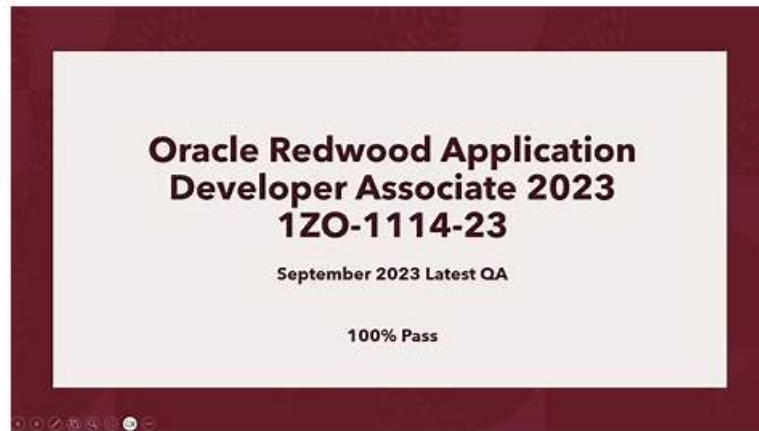 Oracle Redwood Application
Developer Associate 2023
1ZO-1114-23
September 2023 Latest QA
100% Pass